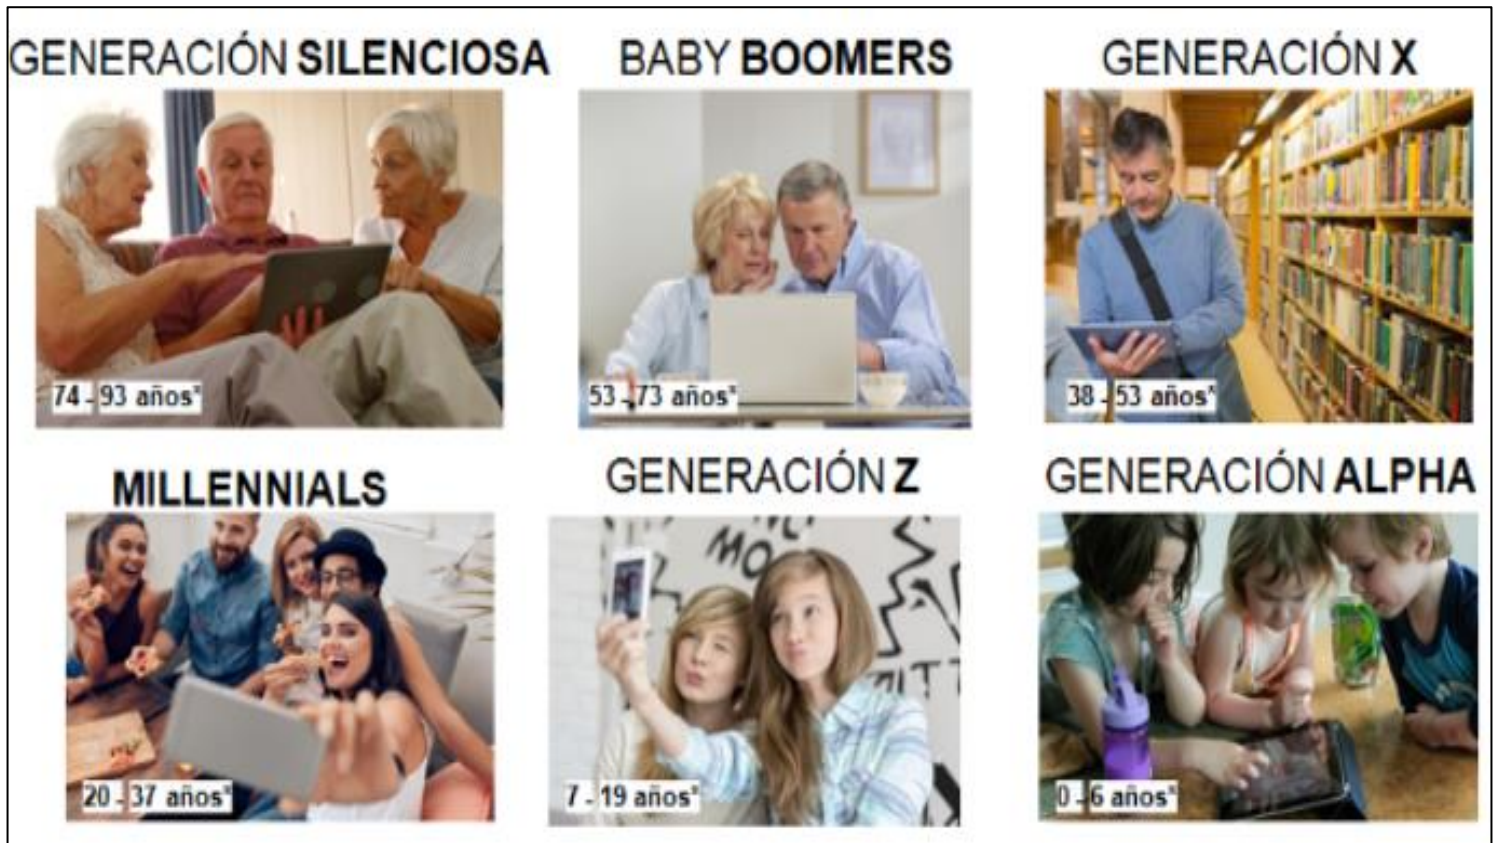 GENERACIÓN SILENCIOSA
BABY BOOMERS
GENERACIÓN X
74 - 93 años*
53 - 73 años*
38 - 53 años*
MILLENNIALS
GENERACIÓN Z
GENERACIÓN ALPHA
20 - 37 años*
7 - 19 años*
0 - 6 años*